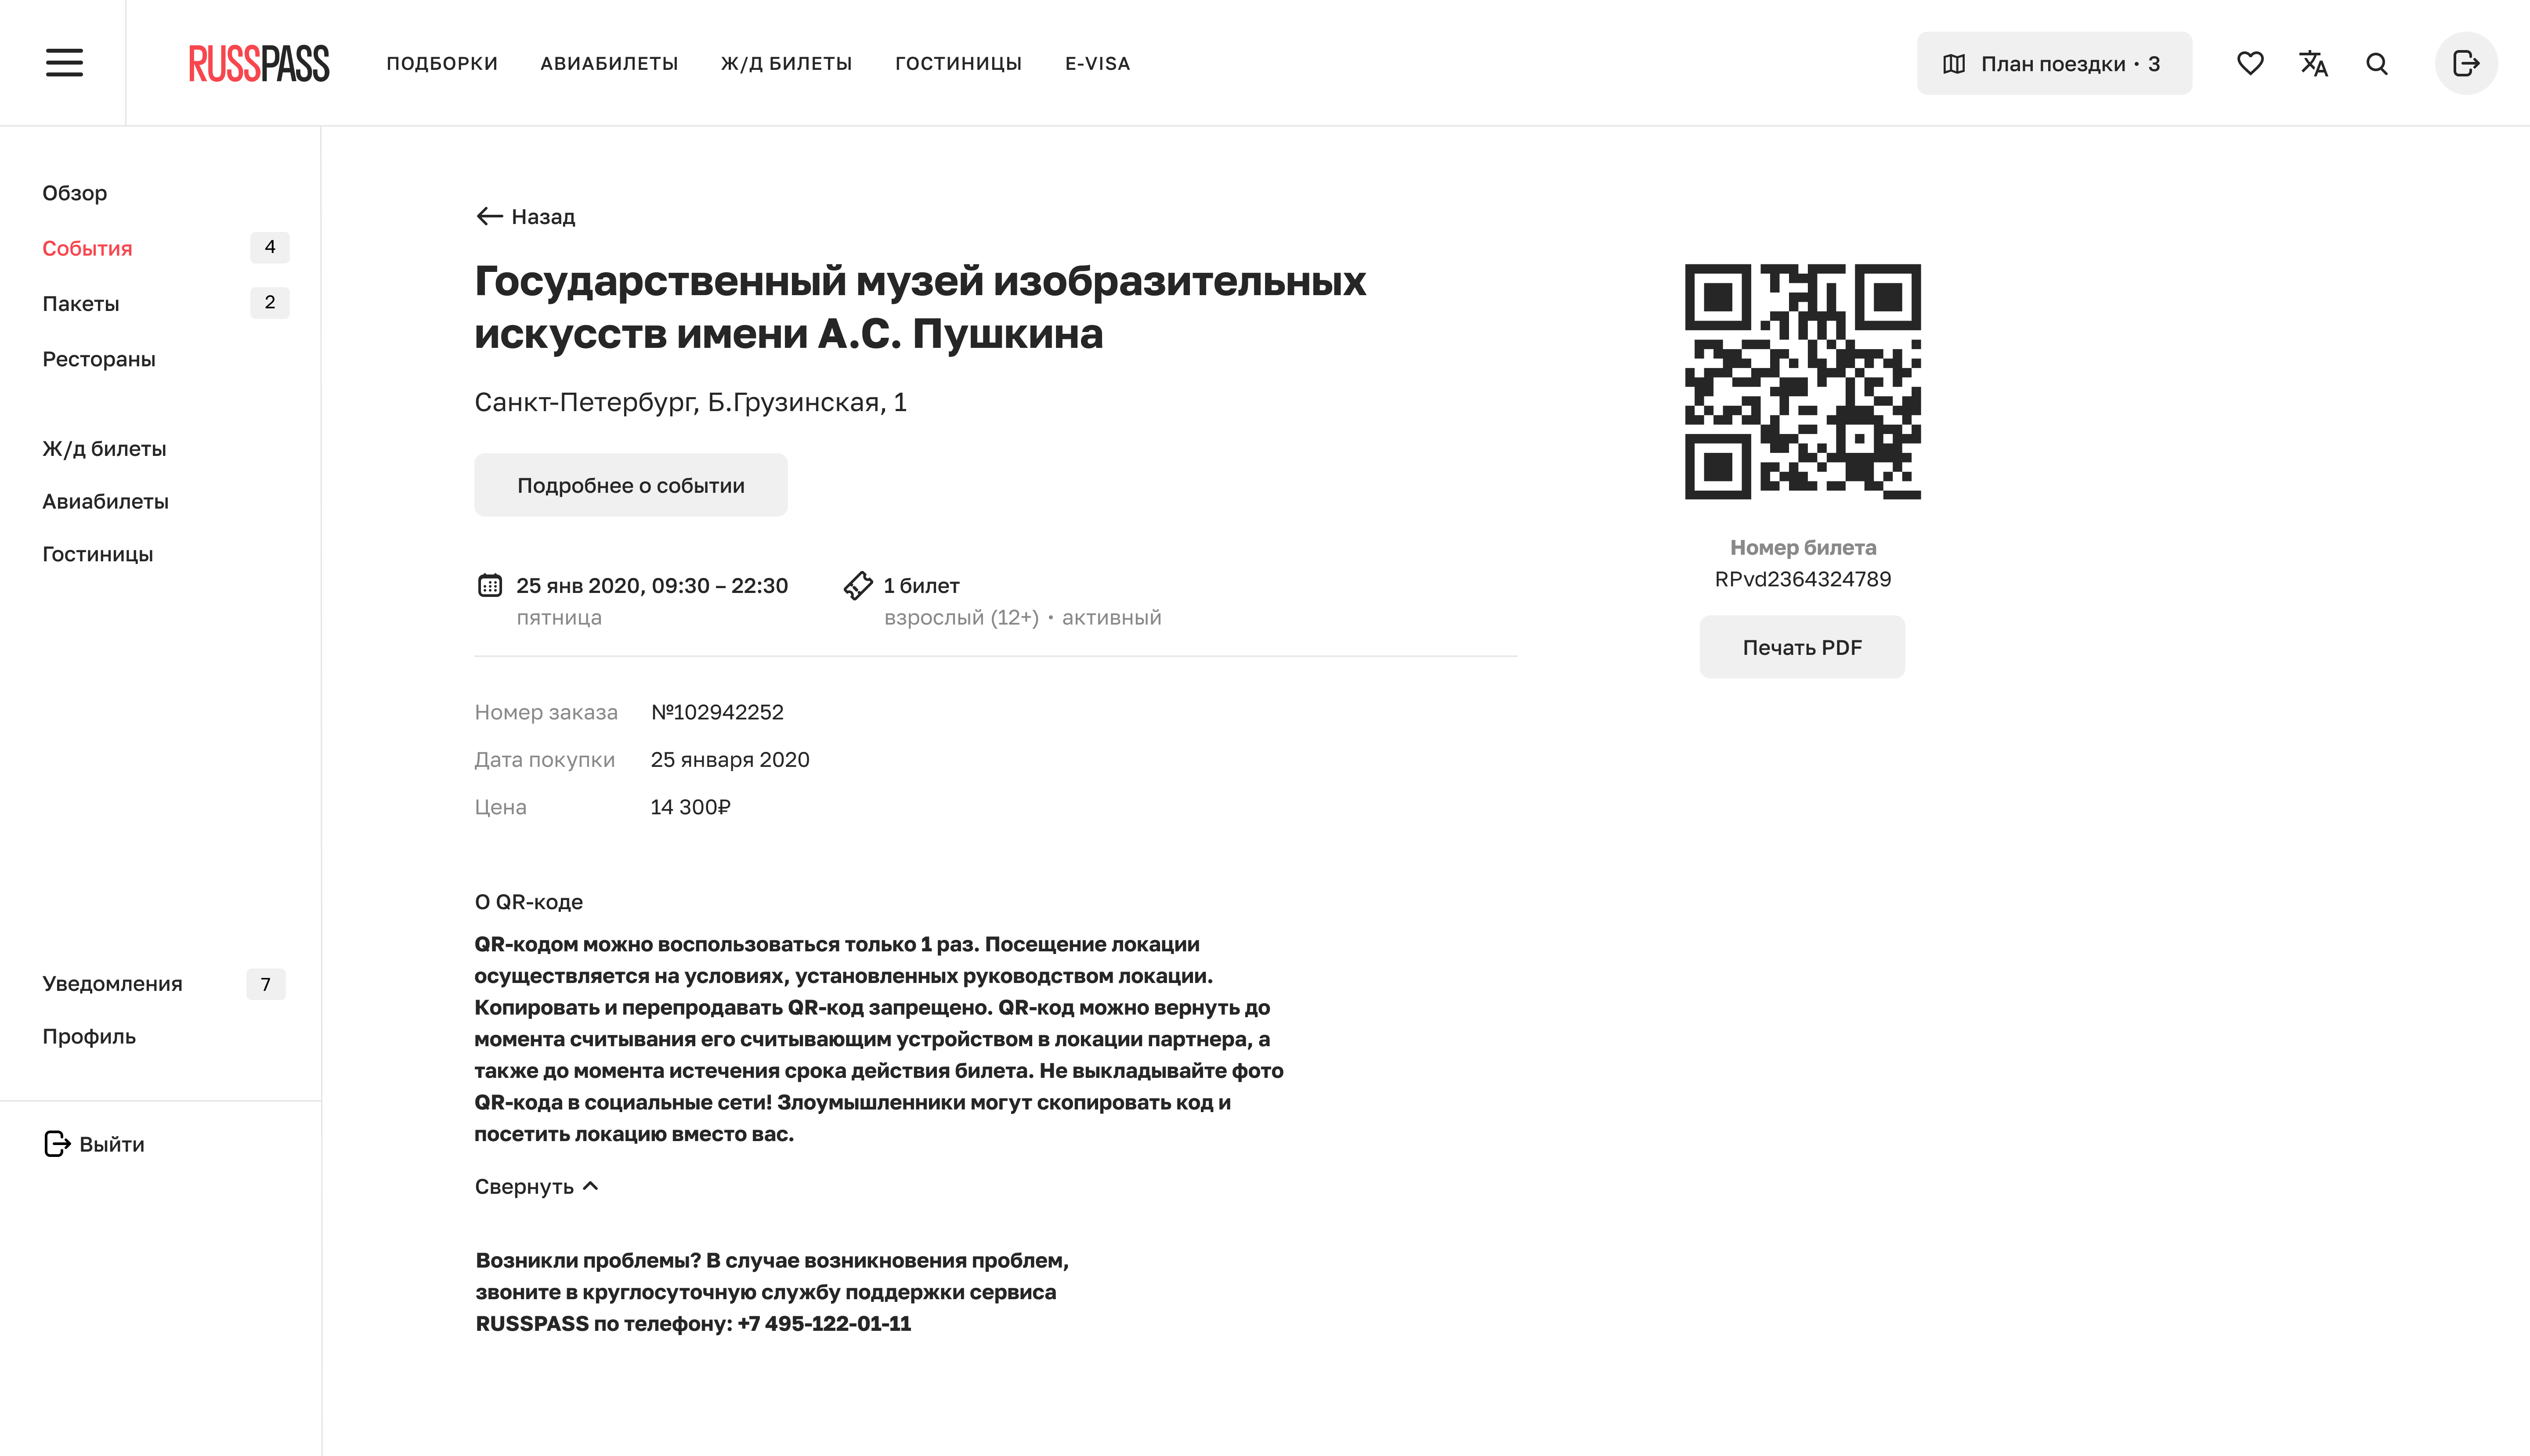 RUSSPASS
ПОДБОРКИ
АВИАБИЛЕТЫ
Ж/Д БИЛЕТЫ
ГОСТИНИЦЫ
E-VISA
План поездки · 3
Обзор
События 4
Пакеты 2
Рестораны
Ж/д билеты
Авиабилеты
Гостиницы
Уведомления 7
Профиль
Выйти
Назад
Государственный музей изобразительных
искусств имени А.С. Пушкина
Санкт-Петербург, Б.Грузинская, 1
Подробнее о событии
25 янв 2020, 09:30 – 22:30
пятница
1 билет
взрослый (12+) · активный
Номер заказа №102942252
Дата покупки 25 января 2020
Цена 14 300₽
О QR-коде
QR-кодом можно воспользоваться только 1 раз. Посещение локации
осуществляется на условиях, установленных руководством локации.
Копировать и перепродавать QR-код запрещено. QR-код можно вернуть до
момента считывания его считывающим устройством в локации партнера, а
также до момента истечения срока действия билета. Не выкладывайте фото
QR-кода в социальные сети! Злоумышленники могут скопировать код и
посетить локацию вместо вас.
Свернуть
Возникли проблемы? В случае возникновения проблем,
звоните в круглосуточную службу поддержки сервиса
RUSSPASS по телефону: +7 495-122-01-11
Номер билета
RPvd2364324789
Печать PDF